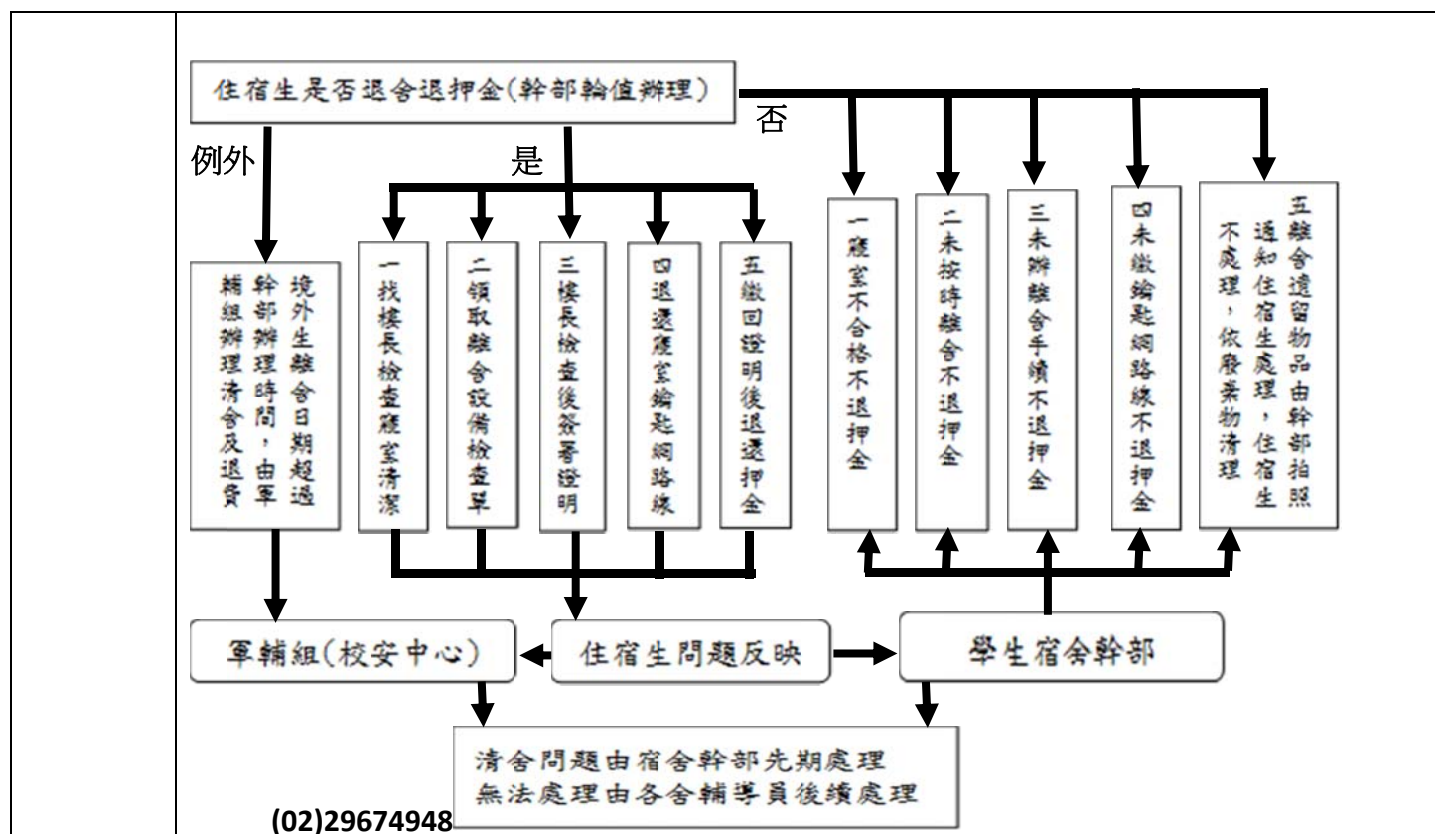 住宿生是否退舍退押金(幹部輪值辦理)
例外
是
否
境外生離舍日期超過
幹部辦理時間，由軍
輔組辦理清舍及退費
一找樓長檢查寢室清潔
二領取離舍設備檢查單
三樓長檢查後簽署證明
四退還寢室鑰匙網路線
五繳回證明後退還押金
一寢室不合格不退押金
二未按時離舍不退押金
三未辦離舍手續不退押金
四未繳鑰匙網路線不退押金
五離舍遺留物品由幹部拍照
通知住宿生處理，住宿生
不處理，依廢棄物清理
軍輔組(校安中心)
住宿生問題反映
學生宿舍幹部
清舍問題由宿舍幹部先期處理
無法處理由各舍輔導員後續處理
(02)29674948